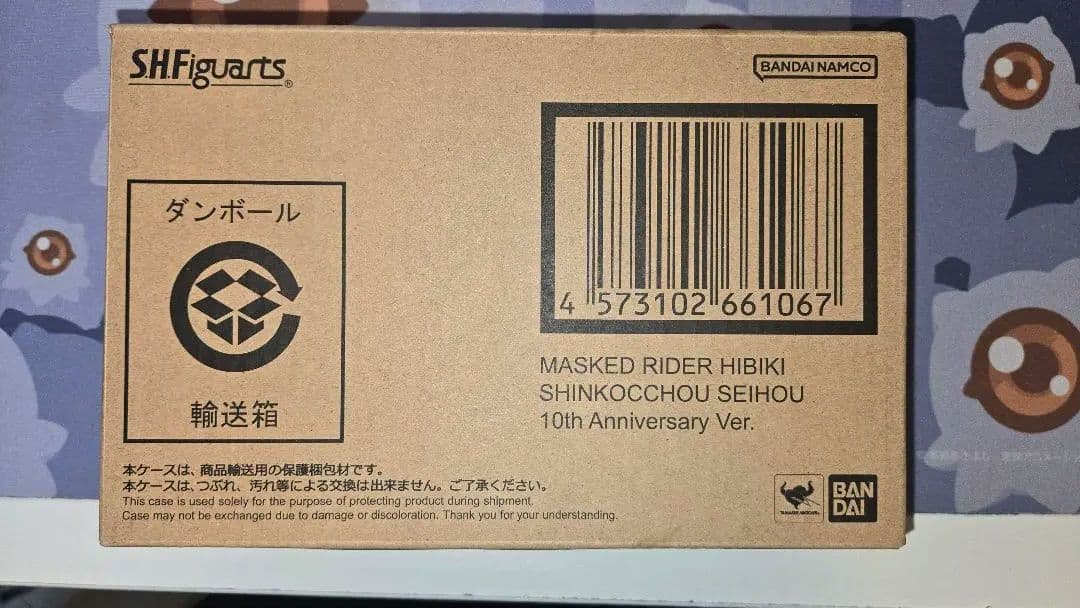 S.H.Figuarts®
BANDAI NAMCO
ダンボール
輸送箱
4 573102 661067
MASKED RIDER HIBIKI
SHINKOCCHOU SEIHOU
10th Anniversary Ver.
本ケースは、商品輸送用の保護梱包材です。
本ケースは、つぶれ、汚れ等による交換は出来ません。ご了承ください。
This case is used solely for the purpose of protecting product during shipment.
Case may not be exchanged due to damage or discoloration. Thank you for your understanding.
BAN
DAI